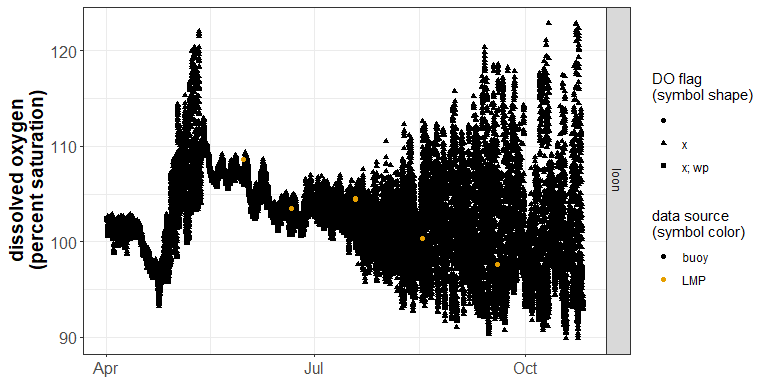 dissolved oxygen
(percent saturation)
120
110
100
90
Apr
Jul
Oct
loon
DO flag
(symbol shape)
x
x; wp
data source
(symbol color)
buoy
LMP